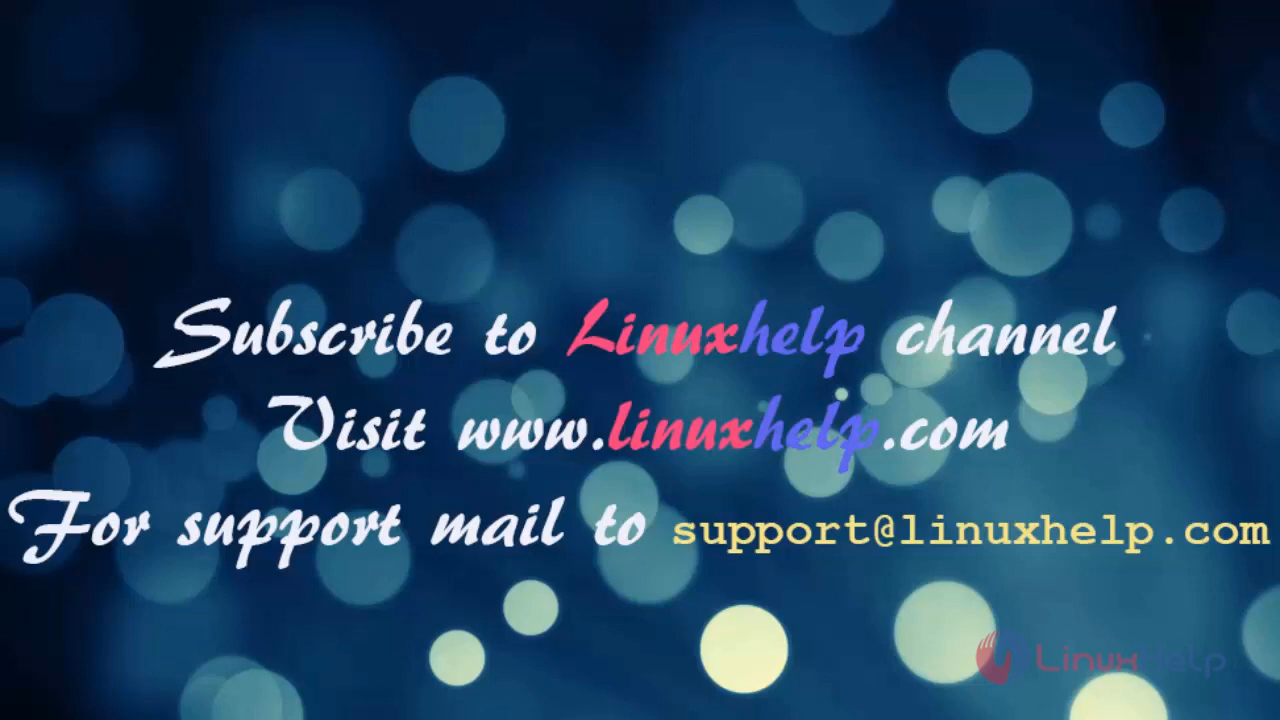 Subscribe to Linuxhelp channel
Visit www.linuxhelp.com
For support mail to support@linuxhelp.com
LinuxHelp